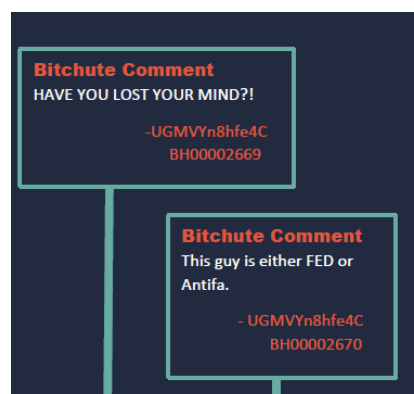 Bitchute Comment
HAVE YOU LOST YOUR MIND?!
-UGMVYn8hfe4C
BH00002669
Bitchute Comment
This guy is either FED or
Antifa.
- UGMVYn8hfe4C
BH00002670